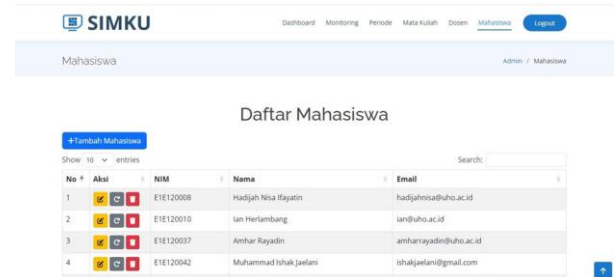 SIMKU
Dashboard Monitoring Periode Mata Kuliah Dosen Mahasiswa Logout
Mahasiswa
Admin / Mahasiswa
Daftar Mahasiswa
+Tambah Mahasiswa
Show 10 entries
Search:
No Aksi NIM Nama Email
1 E1E120008 Hadijah Nisa Ifayatin hadijahnisa@uho.ac.id
2 E1E120010 Ian Herlambang ian@uho.ac.id
3 E1E120037 Amhar Rayadin amharrayadin@uho.ac.id
4 E1E120042 Muhammad Ishak Jaelani ishakjaelani@gmail.com